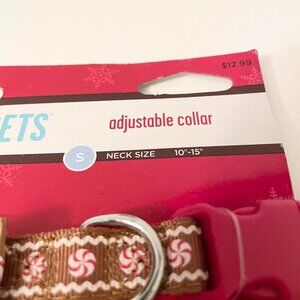 $12.99
ETS
adjustable collar
S NECK SIZE 10"-15"